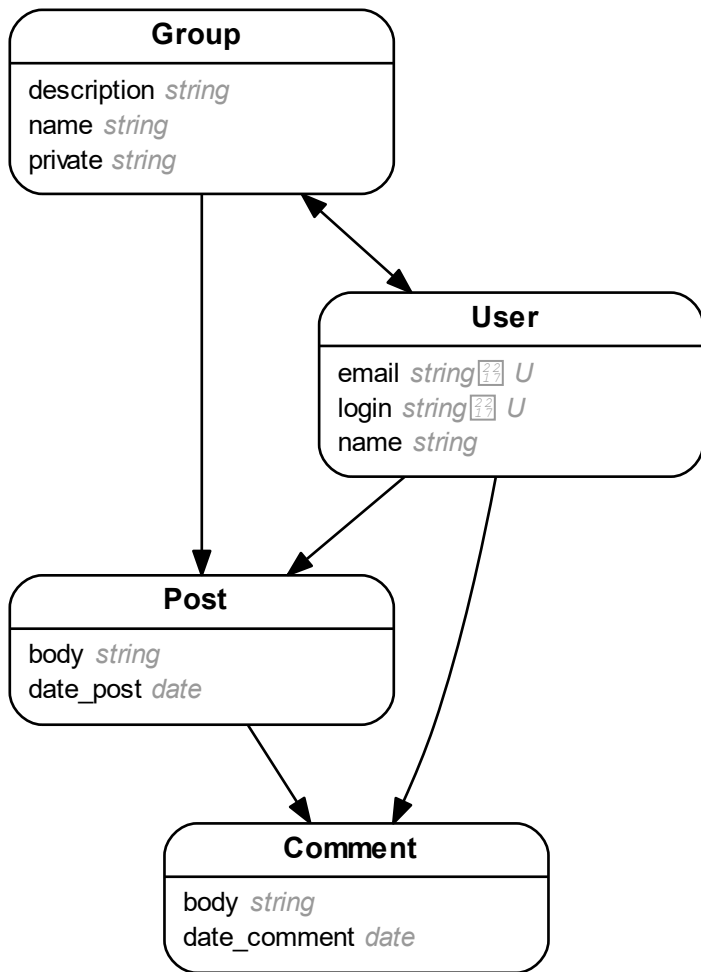 Group
description string
name string
private string
User
email string U
login string U
name string
Post
body string
date_post date
Comment
body string
date_comment date